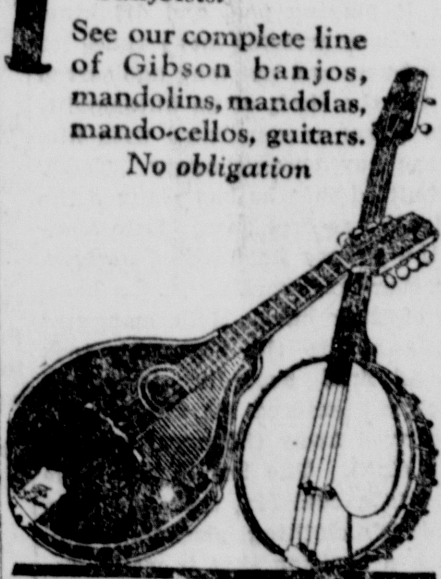 See our complete line
of Gibson banjos,
mandolins, mandolas,
mando-cellos, guitars.
No obligation